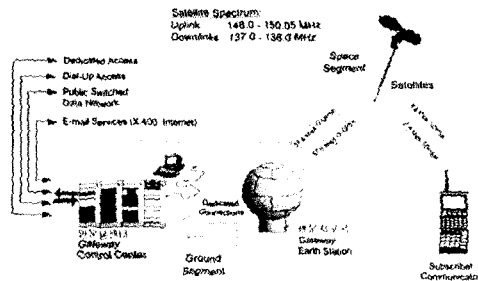 Satellite Spectrum:
Uplink 148.0 - 150.05 MHz
Downlinks 137.0 - 138.0 MHz
Space
Segment
Satellites
Dedicated Access
Dial-Up Access
Public Switched
Data Network
E-mail Services (X.400 Internet)
Dedicated
Connections
Gateway
Control Center
Ground
Segment
Gateway
Earth Station
Subscriber
Communicator